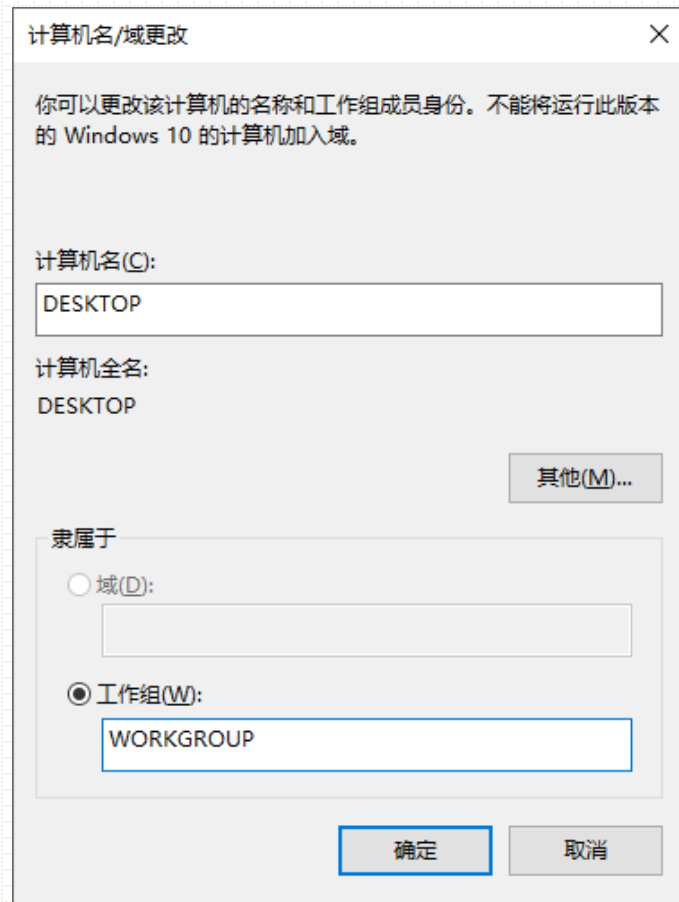 计算机名/域更改
你可以更改该计算机的名称和工作组成员身份。不能将运行此版本
的 Windows 10 的计算机加入域。
计算机名(C):
DESKTOP
计算机全名:
DESKTOP
其他(M)...
隶属于
域(D):
工作组(W):
WORKGROUP
确定
取消